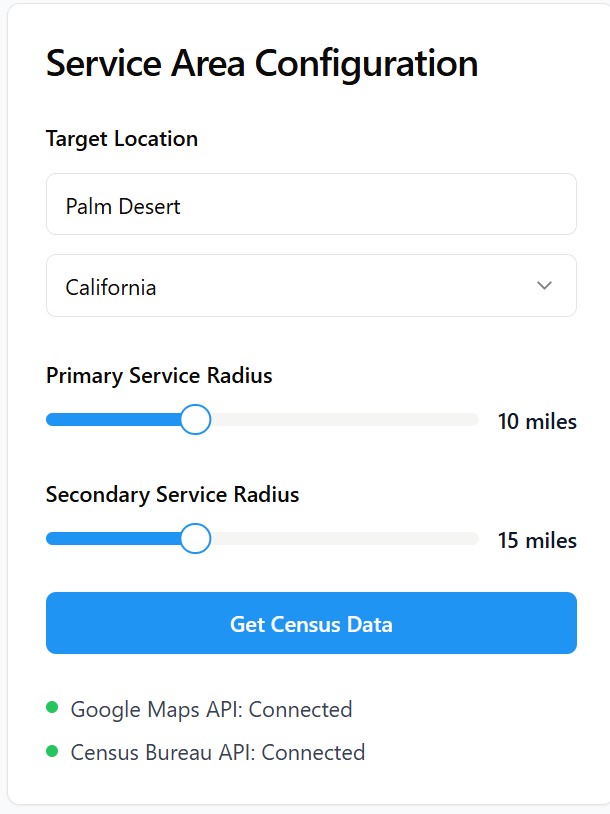 Service Area Configuration
Target Location
Palm Desert
California
Primary Service Radius
10 miles
Secondary Service Radius
15 miles
Get Census Data
Google Maps API: Connected
Census Bureau API: Connected